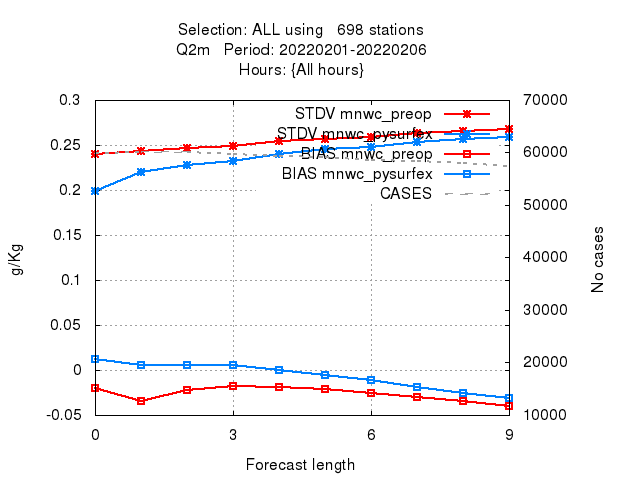 Selection: ALL using   698 stations
Q2m   Period: 20220201-20220206
Hours: {All hours}
0.3
0.25
0.2
0.15
0.1
0.05
0
-0.05
g/Kg
70000
60000
50000
40000
30000
20000
10000
No cases
STDV mnwc_preop
STDV mnwc_pysurfex
BIAS mnwc_preop
BIAS mnwc_pysurfex
CASES
0 3 6 9
Forecast length